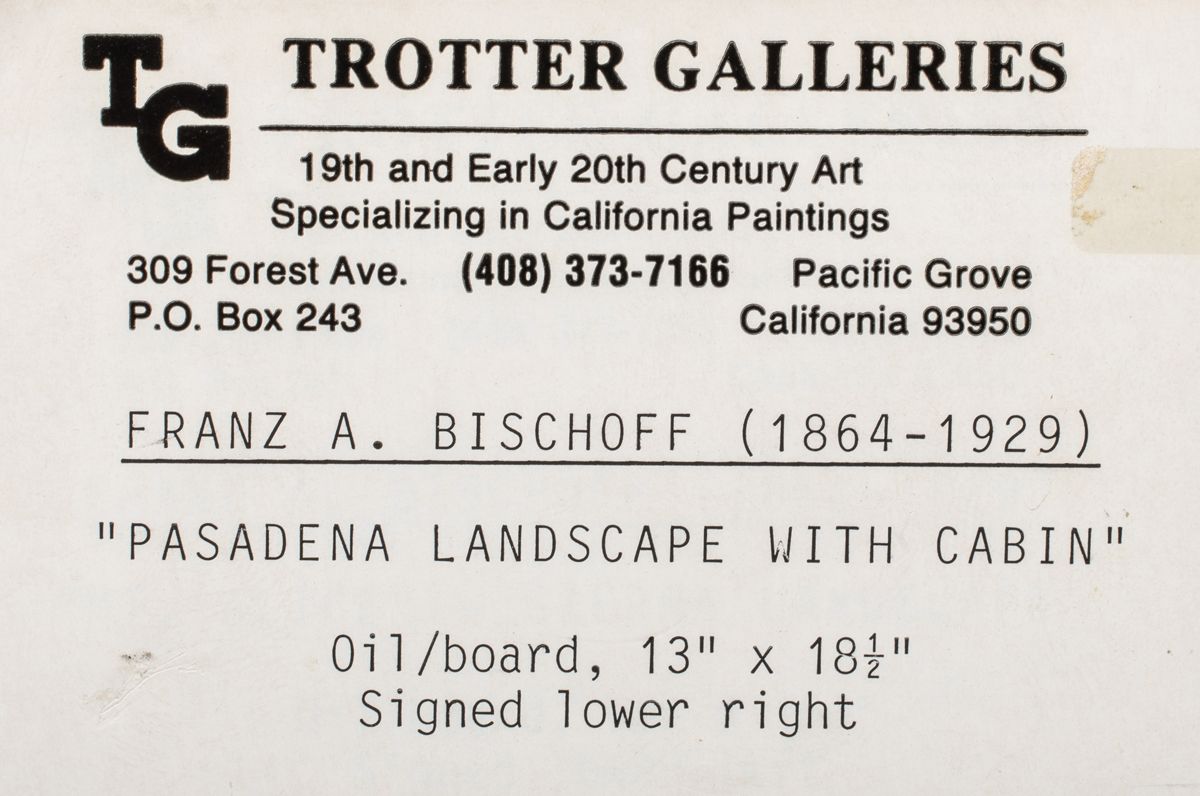 TG TROTTER GALLERIES
19th and Early 20th Century Art
Specializing in California Paintings
309 Forest Ave. (408) 373-7166 Pacific Grove
P.O. Box 243 California 93950
FRANZ A. BISCHOFF (1864-1929)
"PASADENA LANDSCAPE WITH CABIN"
Oil/board, 13" x 18½"
Signed lower right